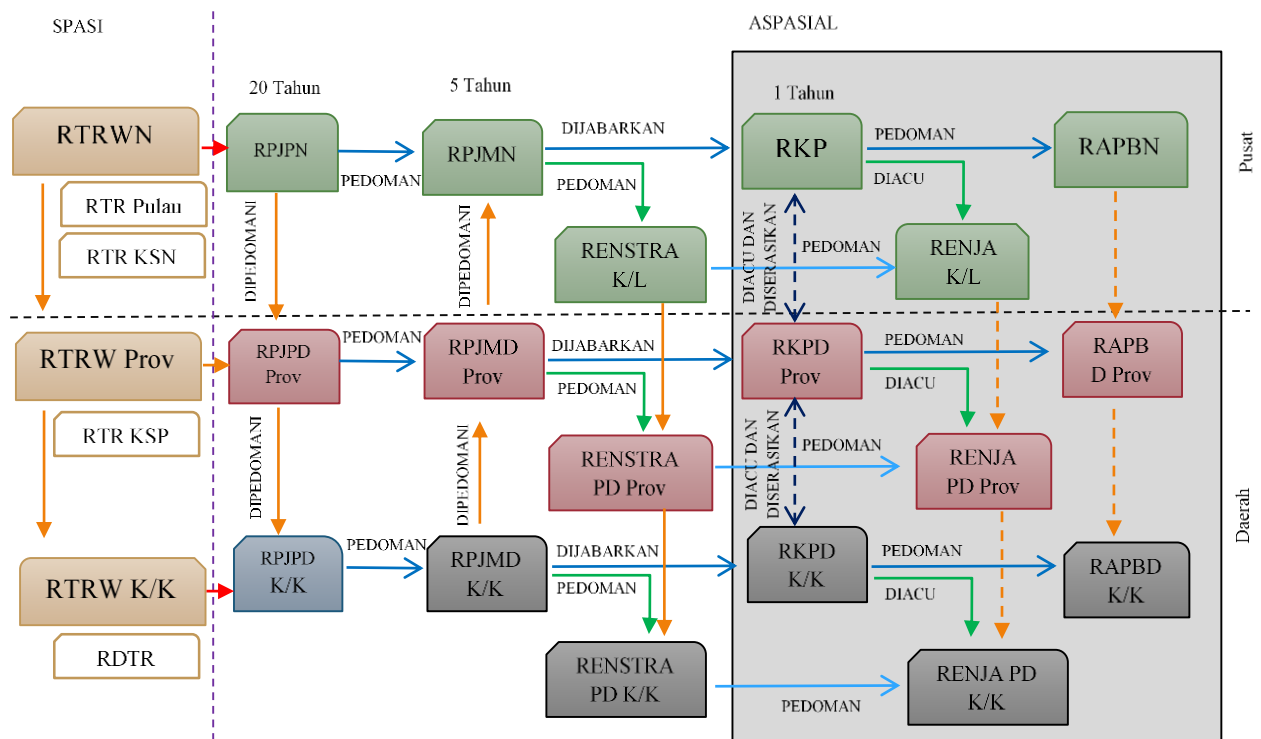 SPASI
ASPASIAL
20 Tahun
5 Tahun
1 Tahun
RTRWN
RPJPN
PEDOMAN
RPJMN
DIJABARKAN
PEDOMAN
RKP
PEDOMAN
DIACU
RAPBN
Pusat
RTR Pulau
RTR KSN
DIPEDOMANI
DIPEDOMANI
RENSTRA
K/L
DIACU DAN
DISERASIKAN
PEDOMAN
RENJA
K/L
RTRW Prov
RPJPD
Prov
PEDOMAN
RPJMD
Prov
DIJABARKAN
PEDOMAN
RKPD
Prov
PEDOMAN
DIACU
RAPB
D Prov
RTR KSP
DIPEDOMANI
DIPEDOMANI
RENSTRA
PD Prov
DIACU DAN
DISERASIKAN
PEDOMAN
RENJA
PD Prov
Daerah
RTRW K/K
RPJPD
K/K
PEDOMAN
RPJMD
K/K
DIJABARKAN
PEDOMAN
RKPD
K/K
PEDOMAN
DIACU
RAPBD
K/K
RDTR
RENSTRA
PD K/K
PEDOMAN
RENJA PD
K/K